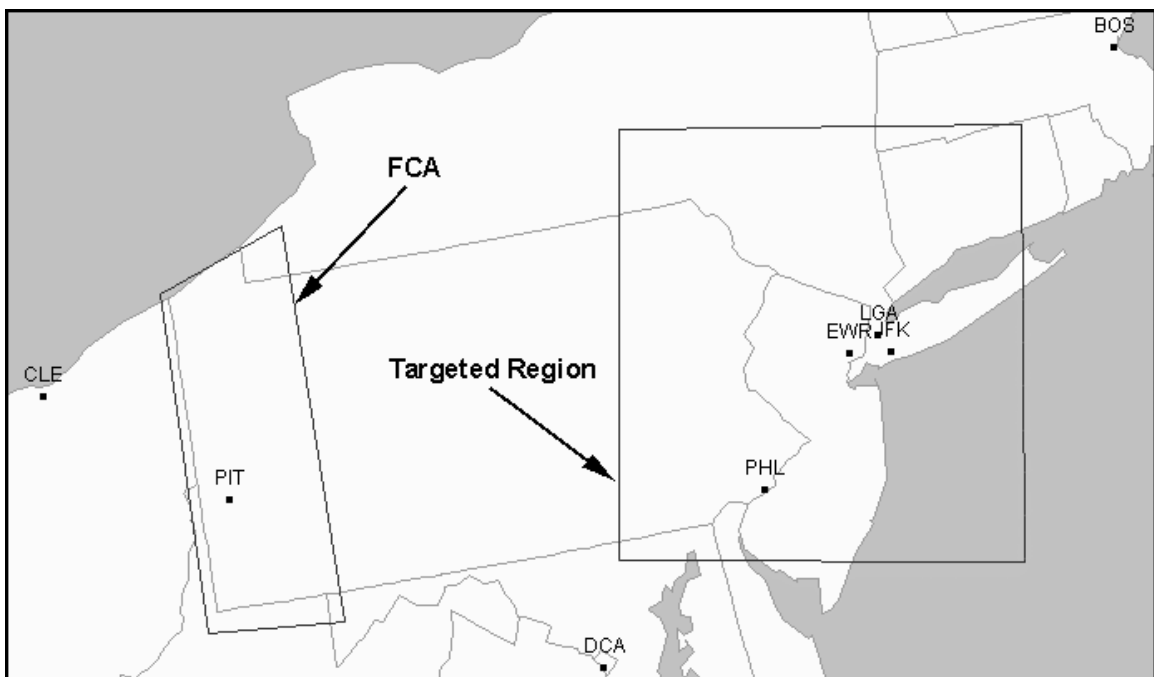 BOS
FCA
LGA
EWR JFK
Targeted Region
CLE
PIT
PHL
DCA